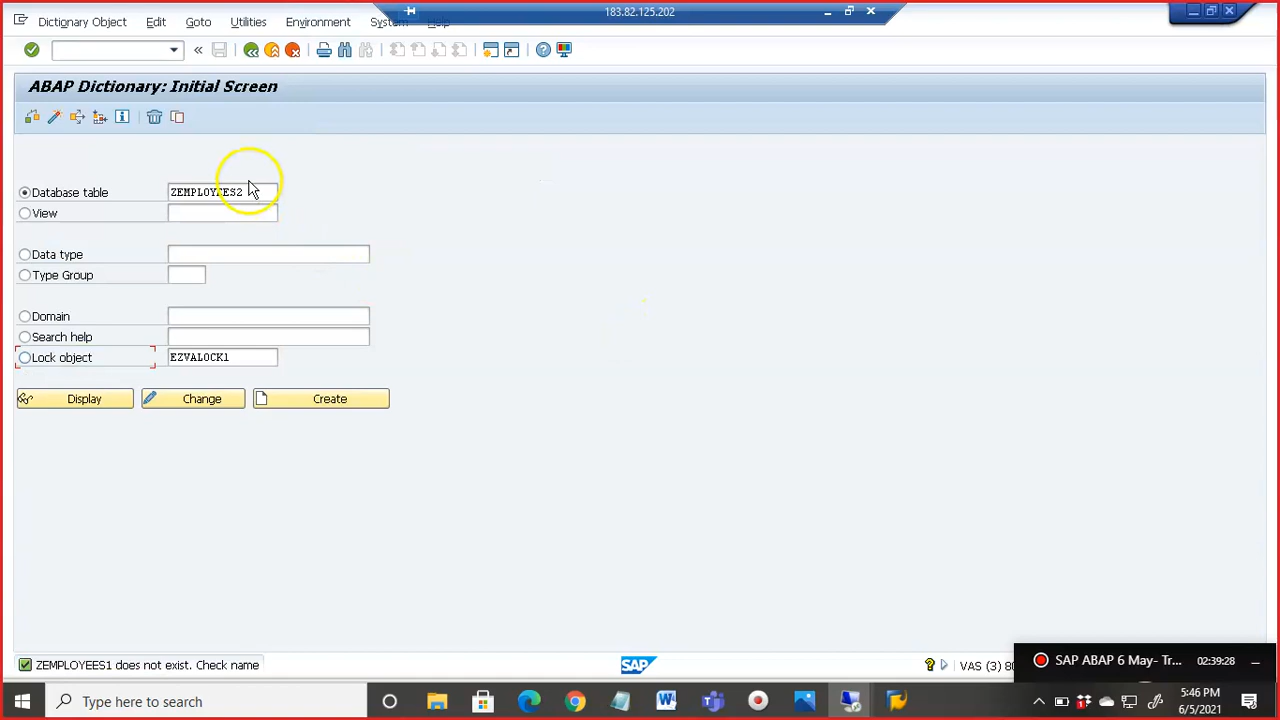 183.82.125.202
Dictionary Object Edit Goto Utilities Environment System Help
ABAP Dictionary: Initial Screen
Database table ZEMPLOYEES2
View
Data type
Type Group
Domain
Search help
Lock object EZVALOCK1
Display Change Create
ZEMPLOYEES1 does not exist. Check name
SAP
VAS (3) 80
SAP ABAP 6 May- Tr... 02:39:28
Type here to search
5:46 PM
6/5/2021